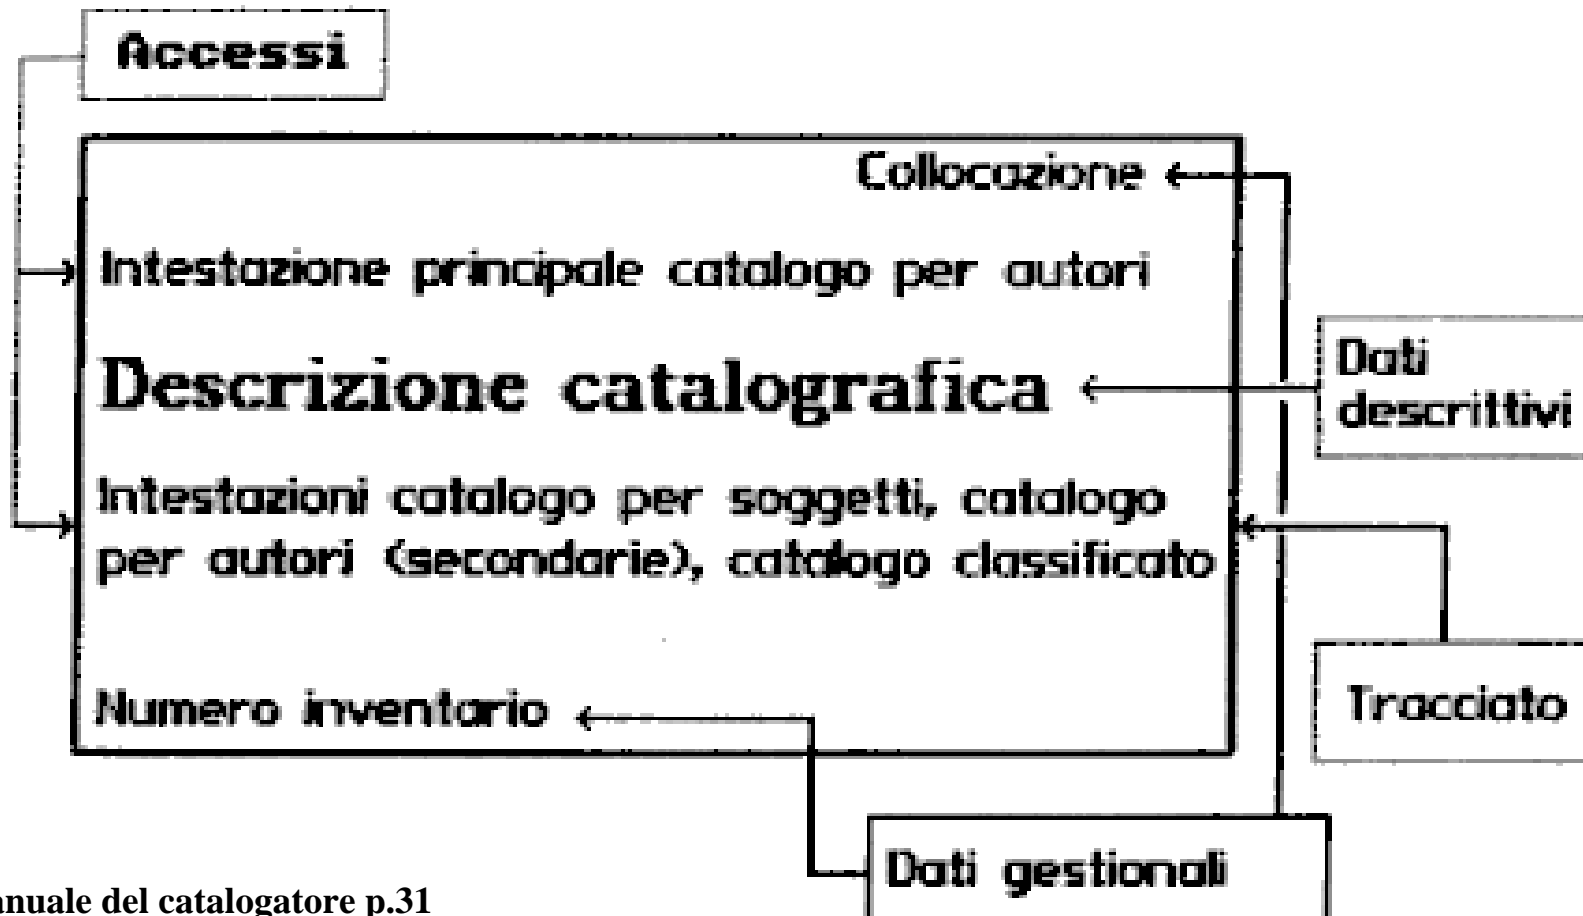 Accessi
Collocazione
Intestazione principale catalogo per autori
Descrizione catalografica
Dati
descrittivi
Intestazioni catalogo per soggetti, catalogo
per autori (secondarie), catalogo classificato
Numero inventario
Tracciato
Dati gestionali
anuale del catalogatore p.31